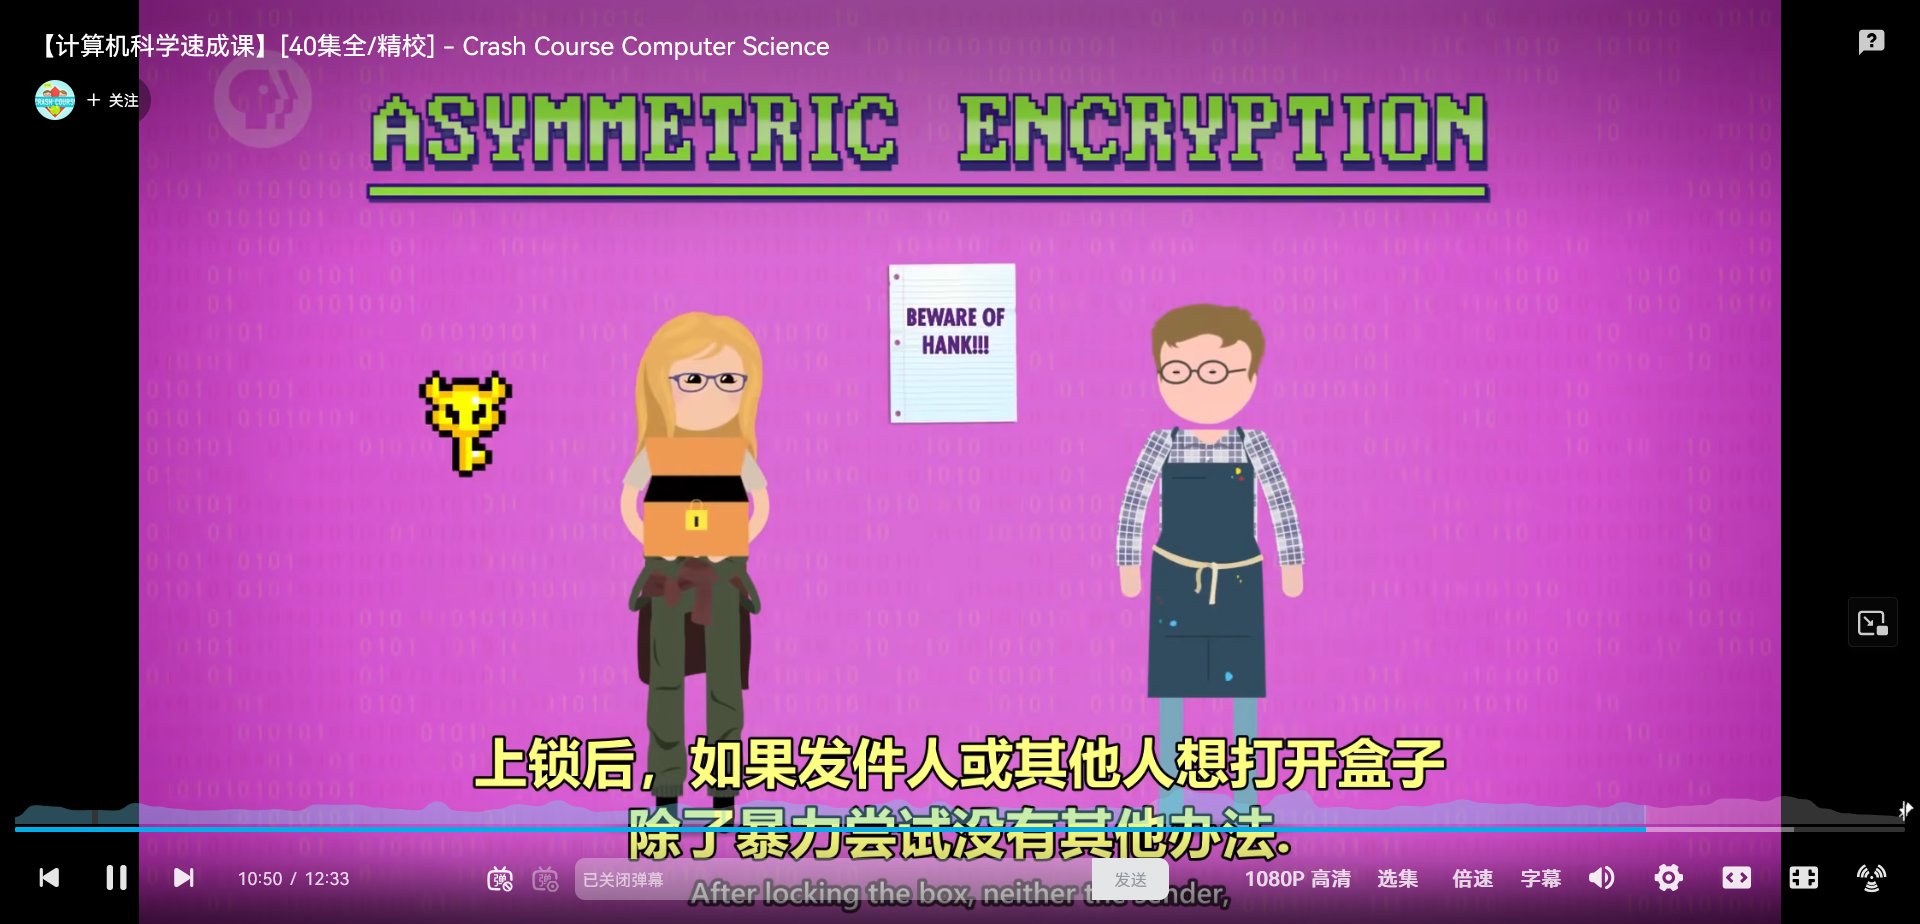 【计算机科学速成课】[40集全/精校] - Crash Course Computer Science
+ 关注
ASYMMETRIC ENCRYPTION
BEWARE OF
HANK!!!
上锁后，如果发件人或其他人想打开盒子
除了暴力尝试没有其他办法.
After locking the box, neither the sender,
10:50 / 12:33
弹
弹
已关闭弹幕
发送
1080P 高清
选集
倍速
字幕